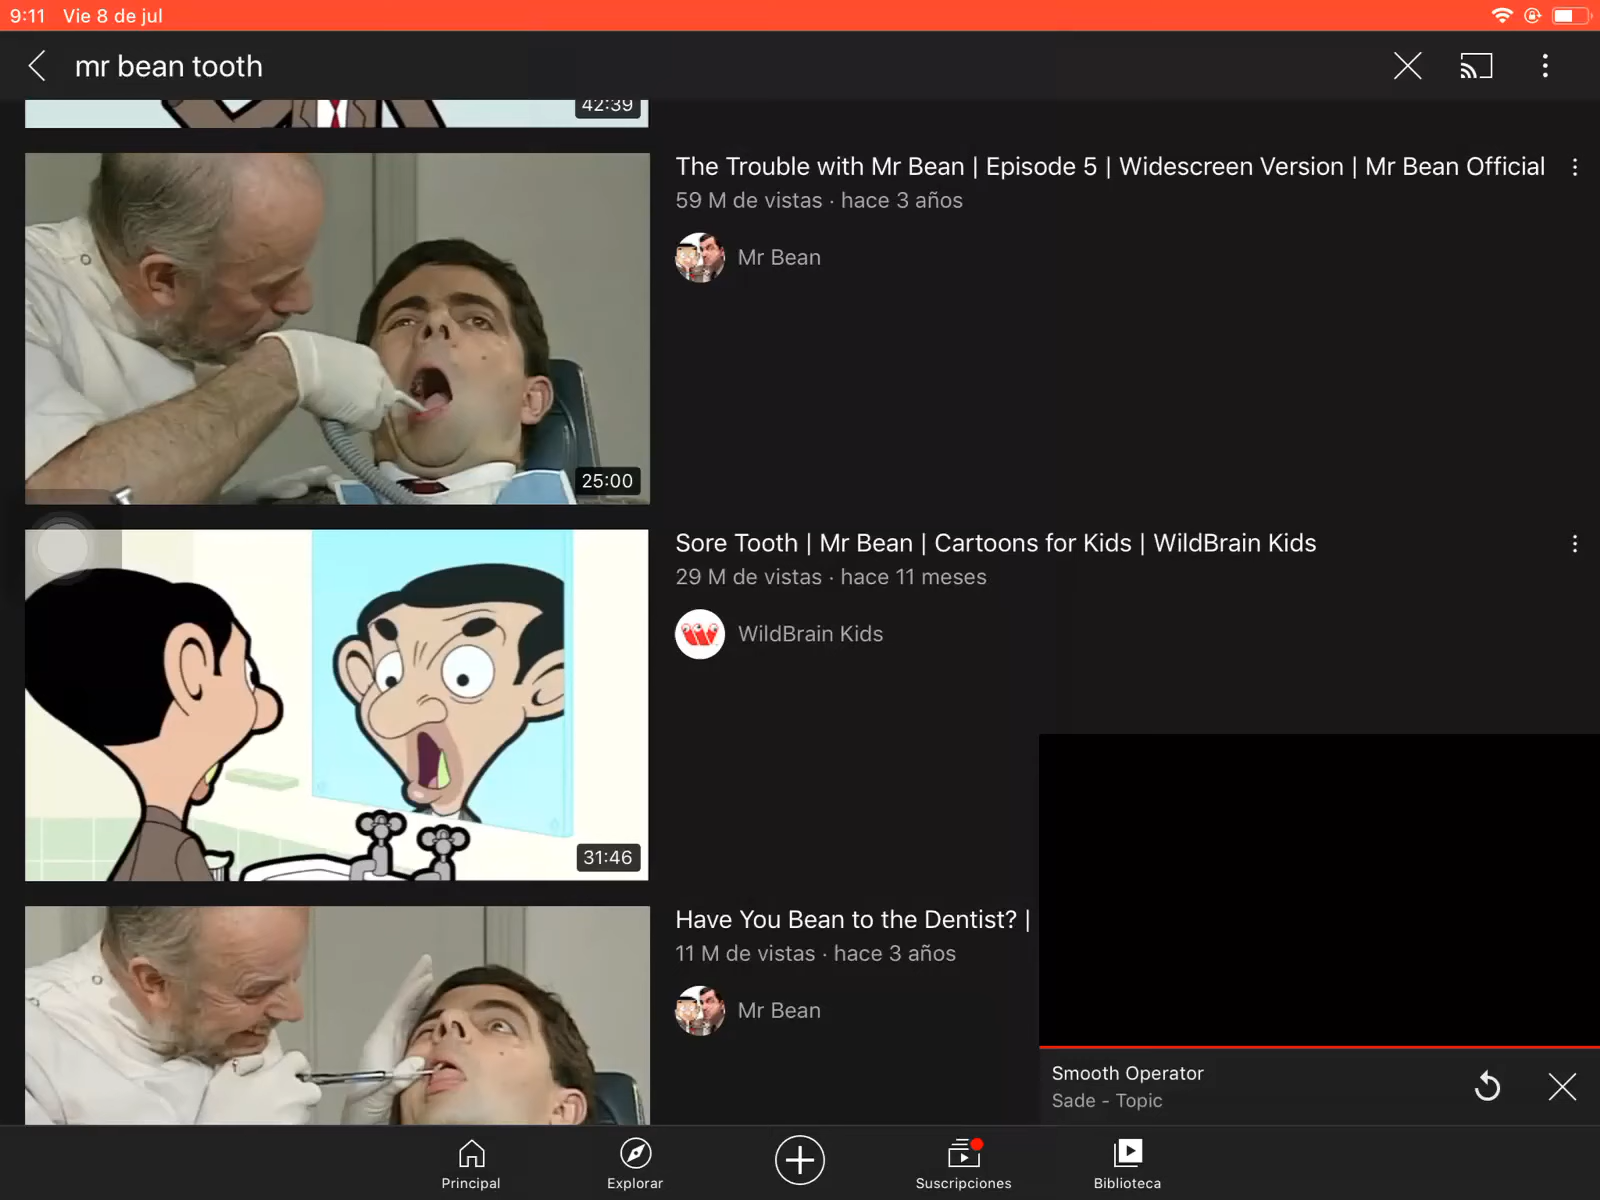 9:11 Vie 8 de jul
mr bean tooth
42:39
The Trouble with Mr Bean | Episode 5 | Widescreen Version | Mr Bean Official
59 M de vistas · hace 3 años
Mr Bean
25:00
Sore Tooth | Mr Bean | Cartoons for Kids | WildBrain Kids
29 M de vistas · hace 11 meses
WildBrain Kids
31:46
Have You Bean to the Dentist? |
11 M de vistas · hace 3 años
Mr Bean
Smooth Operator
Sade - Topic
Principal
Explorar
Suscripciones
Biblioteca